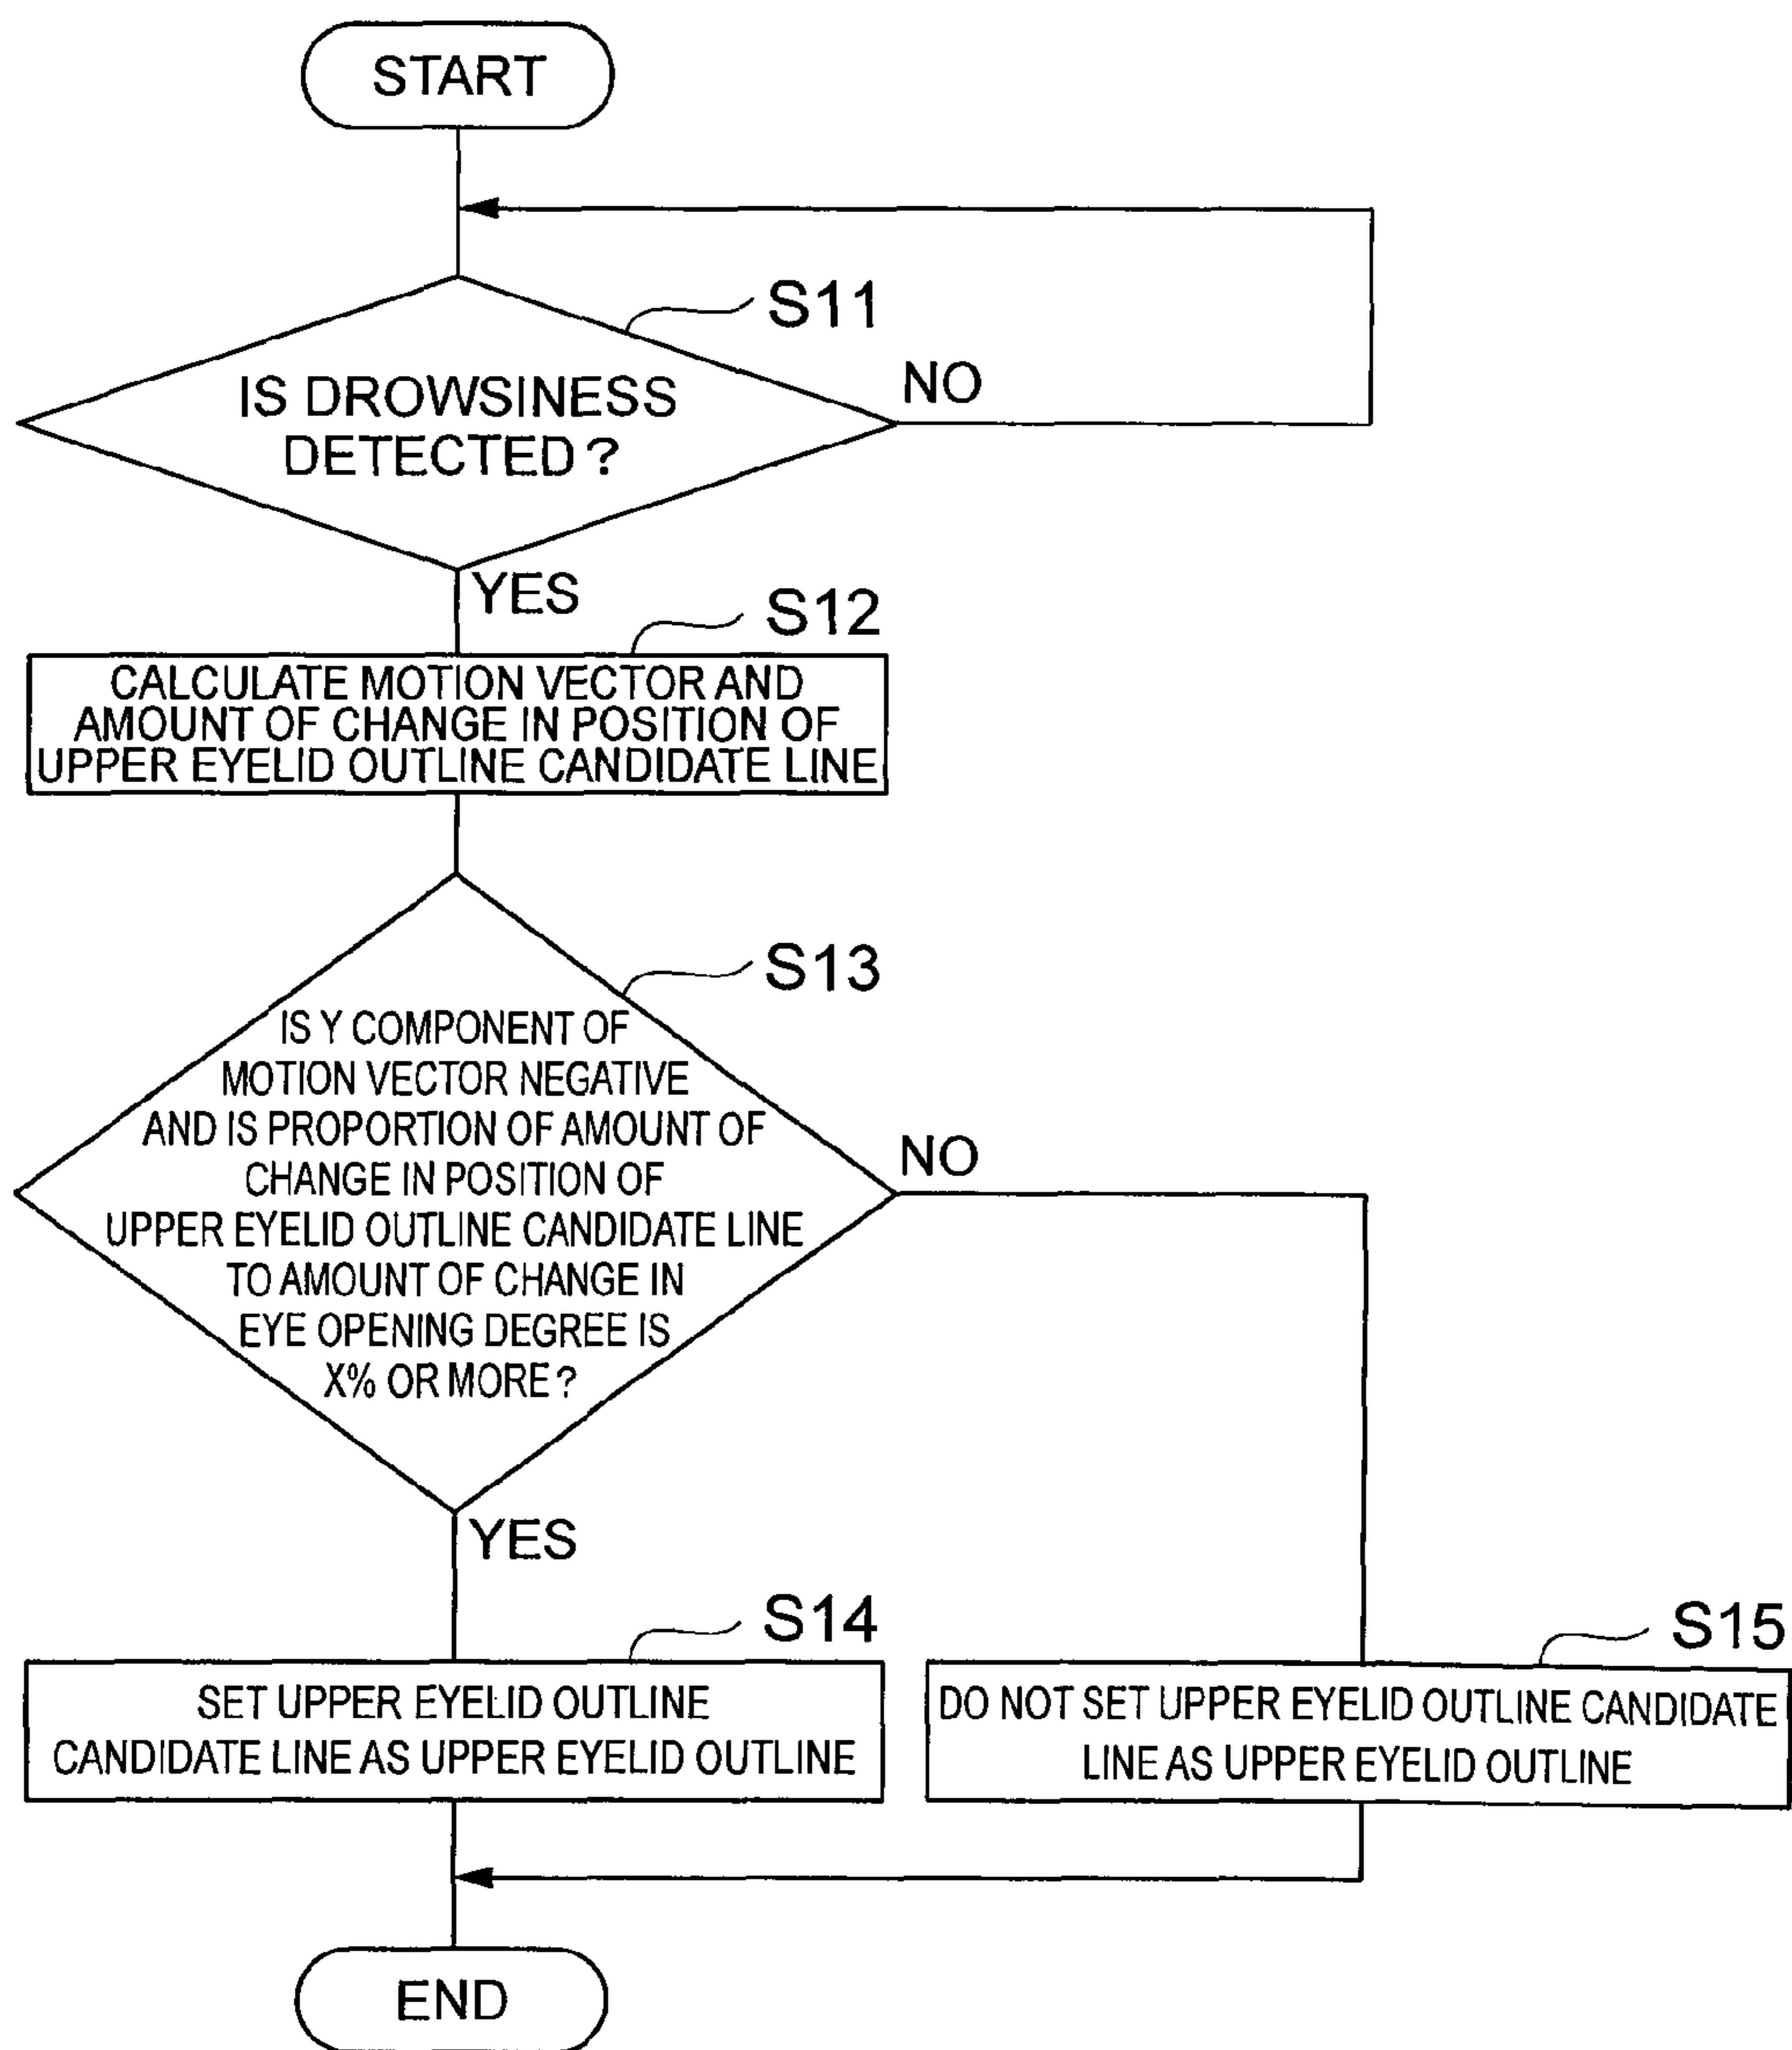 START
S11
IS DROWSINESS
DETECTED ?
NO
YES
S12
CALCULATE MOTION VECTOR AND
AMOUNT OF CHANGE IN POSITION OF
UPPER EYELID OUTLINE CANDIDATE LINE
S13
IS Y COMPONENT OF
MOTION VECTOR NEGATIVE
AND IS PROPORTION OF AMOUNT OF
CHANGE IN POSITION OF
UPPER EYELID OUTLINE CANDIDATE LINE
TO AMOUNT OF CHANGE IN
EYE OPENING DEGREE IS
X% OR MORE ?
NO
YES
S14
SET UPPER EYELID OUTLINE
CANDIDATE LINE AS UPPER EYELID OUTLINE
S15
DO NOT SET UPPER EYELID OUTLINE CANDIDATE
LINE AS UPPER EYELID OUTLINE
END